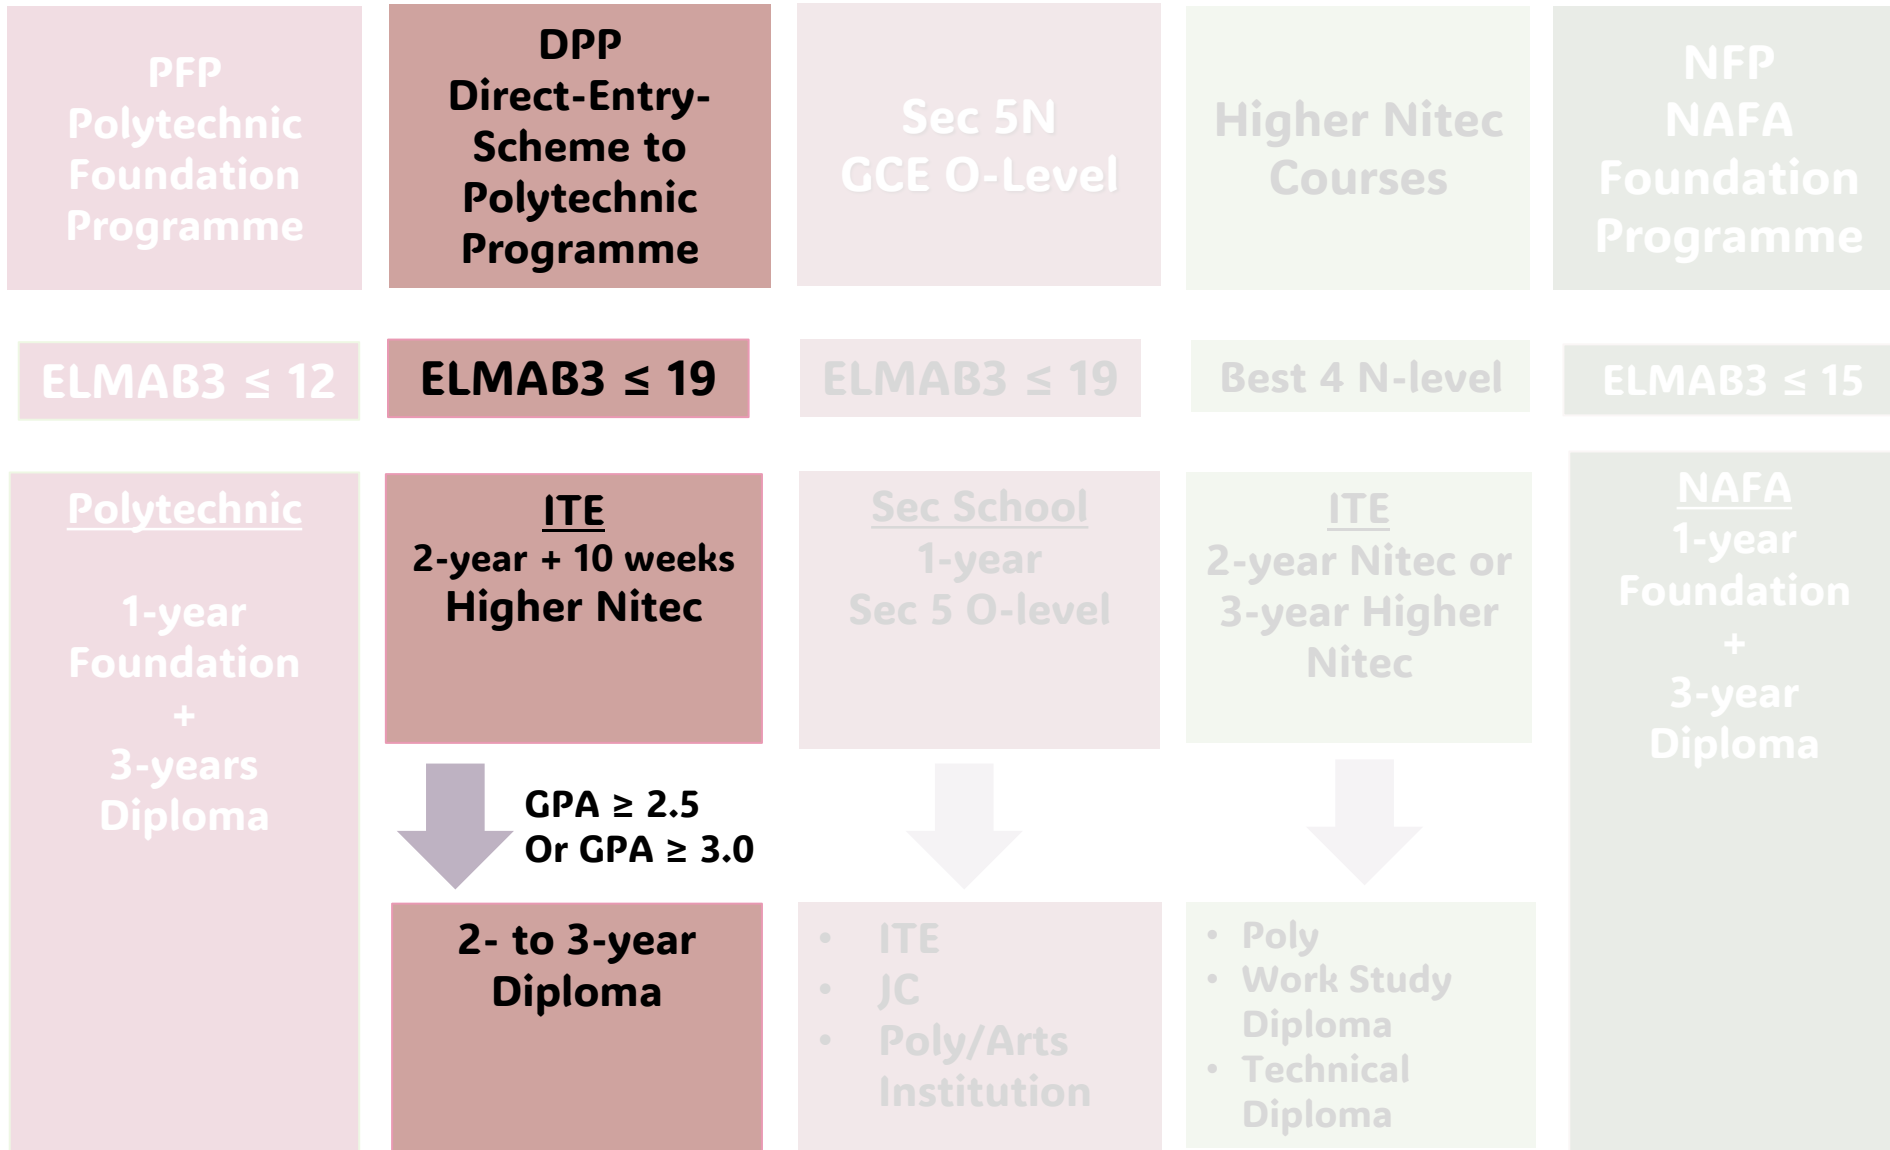 PFP
Polytechnic
Foundation
Programme
DPP
Direct-Entry-
Scheme to
Polytechnic
Programme
Sec 5N
GCE O-Level
Higher Nitec
Courses
NFP
NAFA
Foundation
Programme
ELMAB3 ≤ 12
ELMAB3 ≤ 19
ELMAB3 ≤ 19
Best 4 N-level
ELMAB3 ≤ 15
Polytechnic
1-year
Foundation
+
3-years
Diploma
ITE
2-year + 10 weeks
Higher Nitec
GPA ≥ 2.5
Or GPA ≥ 3.0
2- to 3-year
Diploma
Sec School
1-year
Sec 5 O-level
• ITE
• JC
• Poly/Arts
Institution
ITE
2-year Nitec or
3-year Higher
Nitec
• Poly
• Work Study
Diploma
• Technical
Diploma
NAFA
1-year
Foundation
+
3-year
Diploma